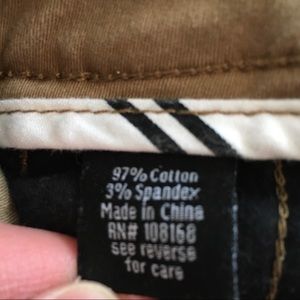 97% Cotton
3% Spandex
Made in China
RN# 108168
see reverse
for care